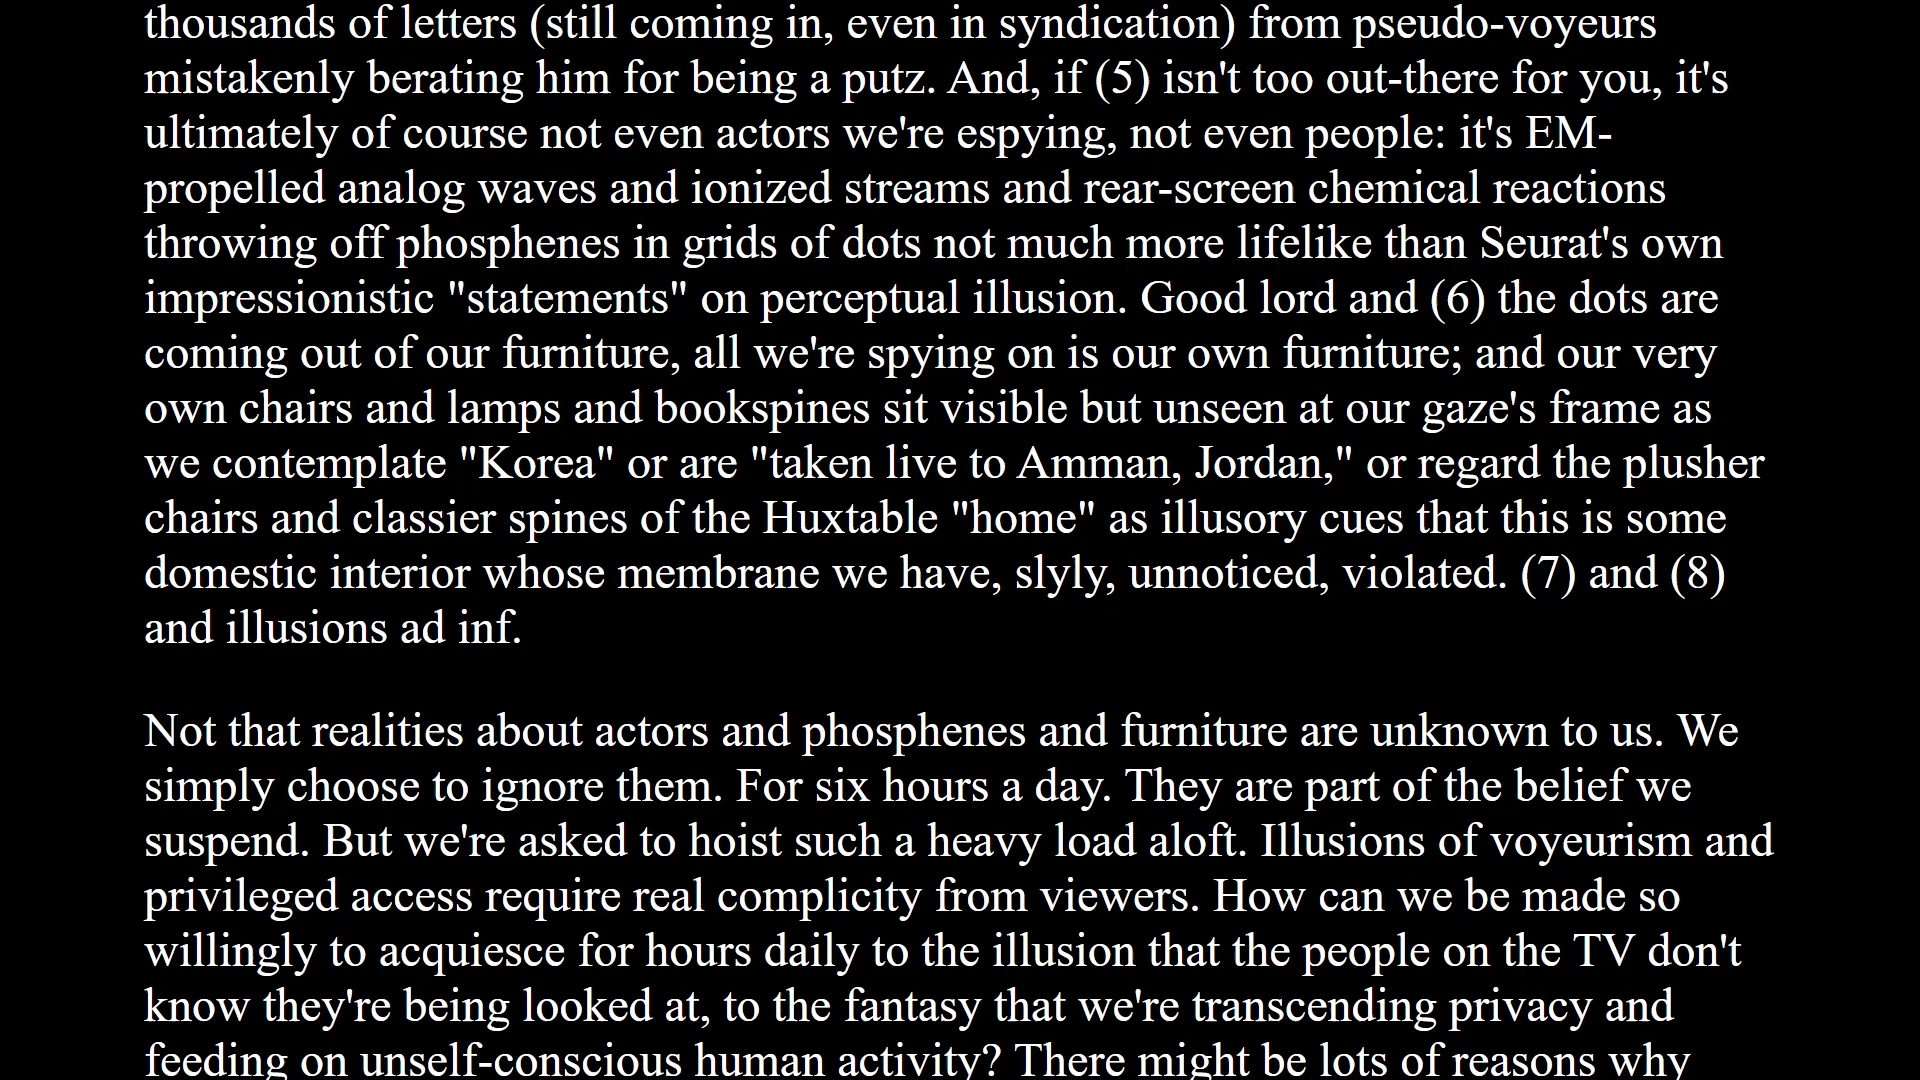 thousands of letters (still coming in, even in syndication) from pseudo-voyeurs
mistakenly berating him for being a putz. And, if (5) isn't too out-there for you, it's
ultimately of course not even actors we're espying, not even people: it's EM-
propelled analog waves and ionized streams and rear-screen chemical reactions
throwing off phosphenes in grids of dots not much more lifelike than Seurat's own
impressionistic "statements" on perceptual illusion. Good lord and (6) the dots are
coming out of our furniture, all we're spying on is our own furniture; and our very
own chairs and lamps and bookspines sit visible but unseen at our gaze's frame as
we contemplate "Korea" or are "taken live to Amman, Jordan," or regard the plusher
chairs and classier spines of the Huxtable "home" as illusory cues that this is some
domestic interior whose membrane we have, slyly, unnoticed, violated. (7) and (8)
and illusions ad inf.
Not that realities about actors and phosphenes and furniture are unknown to us. We
simply choose to ignore them. For six hours a day. They are part of the belief we
suspend. But we're asked to hoist such a heavy load aloft. Illusions of voyeurism and
privileged access require real complicity from viewers. How can we be made so
willingly to acquiesce for hours daily to the illusion that the people on the TV don't
know they're being looked at, to the fantasy that we're transcending privacy and
feeding on unself-conscious human activity? There might be lots of reasons why